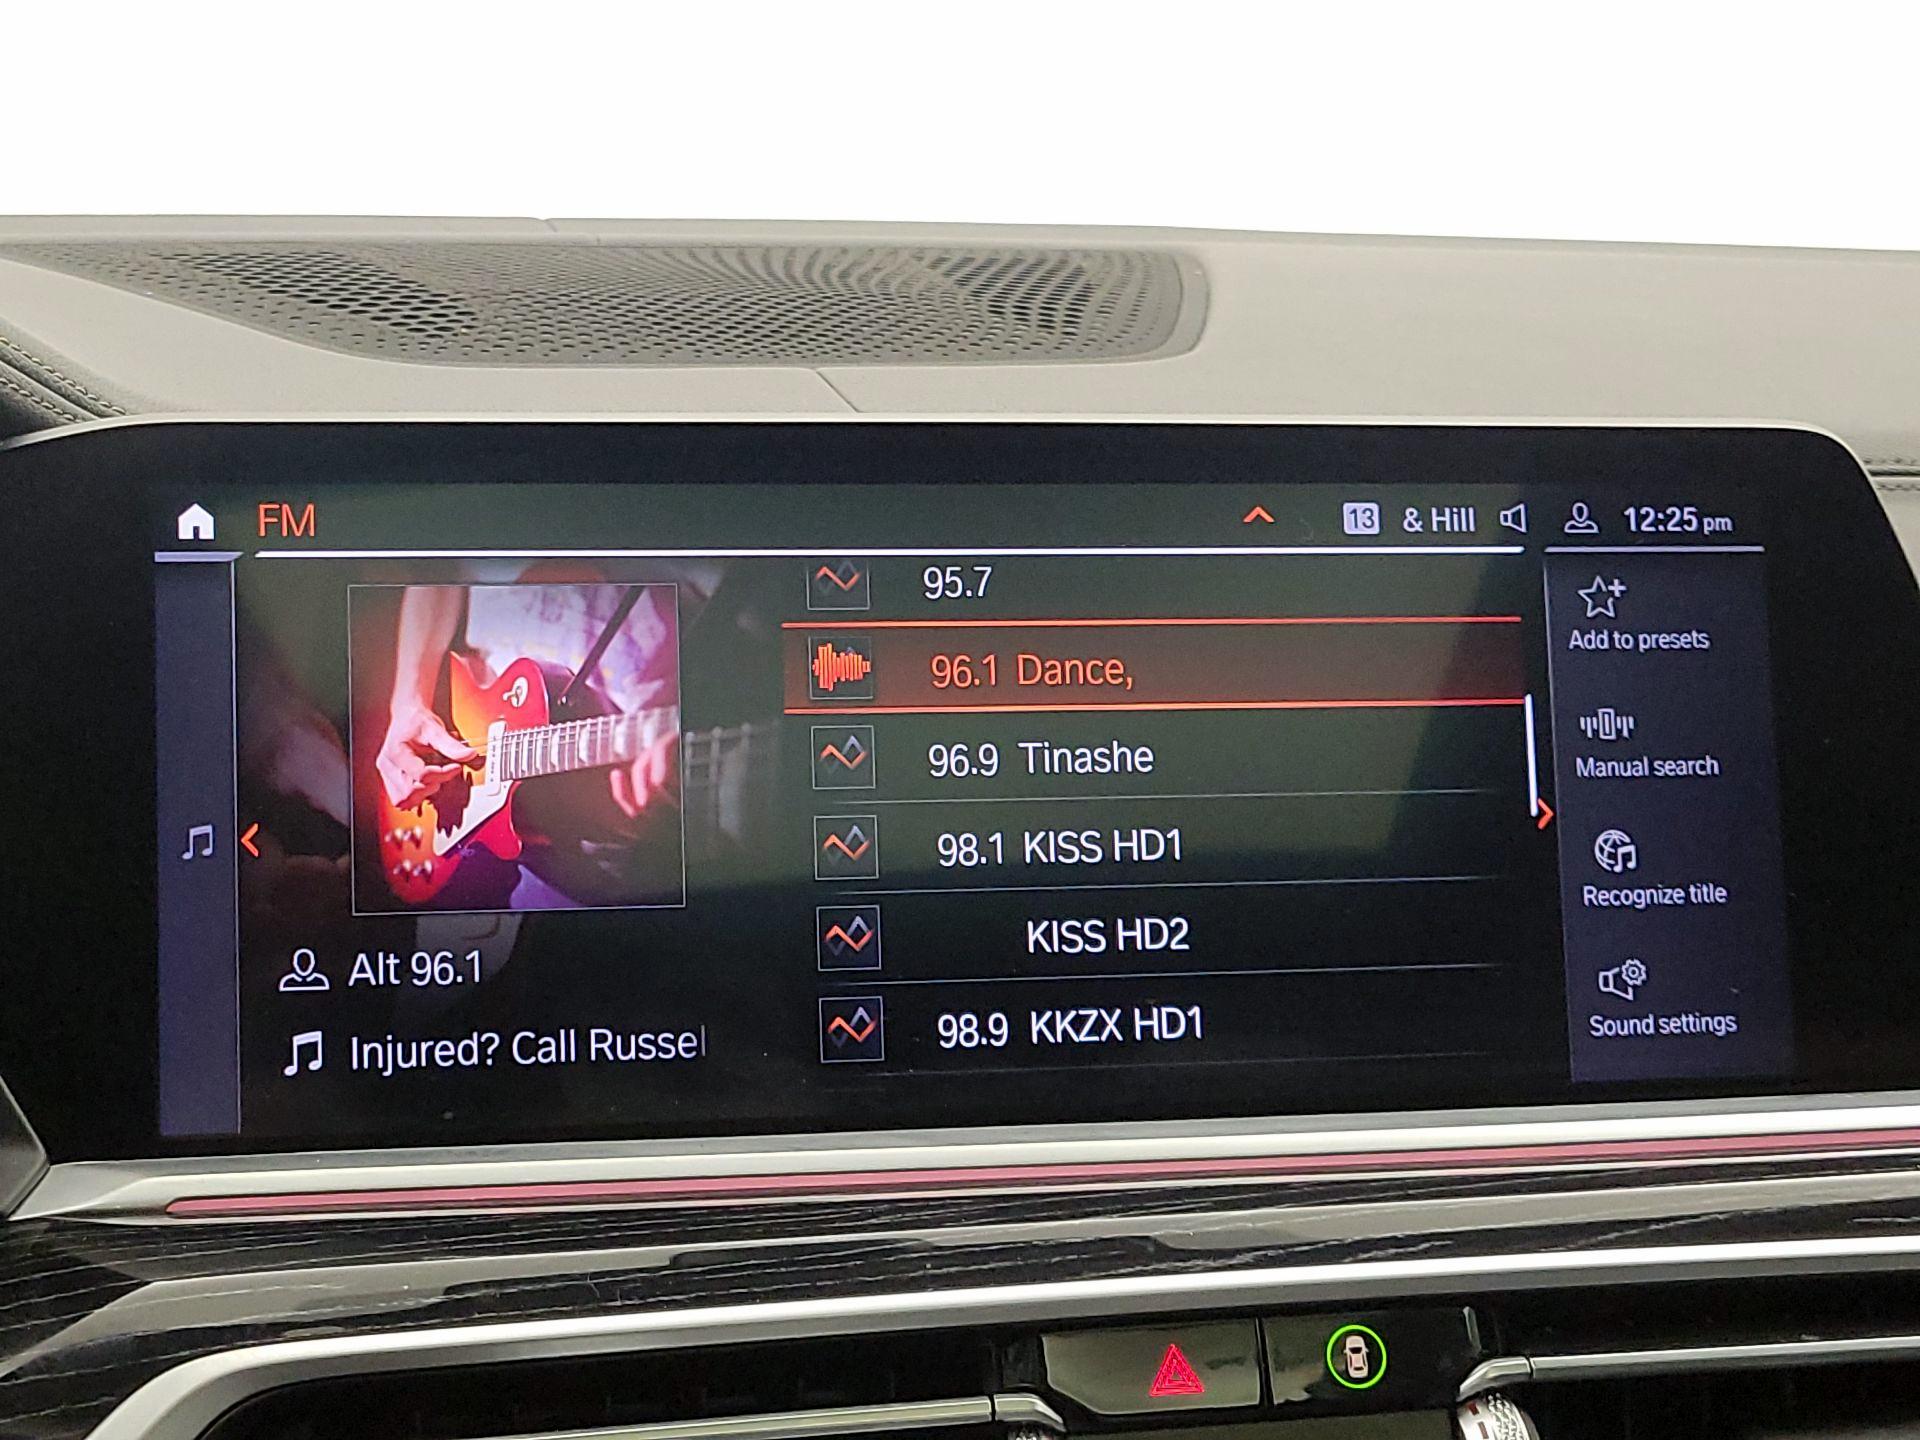 FM
13 & Hill
12:25 pm
95.7
96.1 Dance,
96.9 Tinashe
98.1 KISS HD1
KISS HD2
98.9 KKZX HD1
Alt 96.1
Injured? Call Russel
Add to presets
Manual search
Recognize title
Sound settings